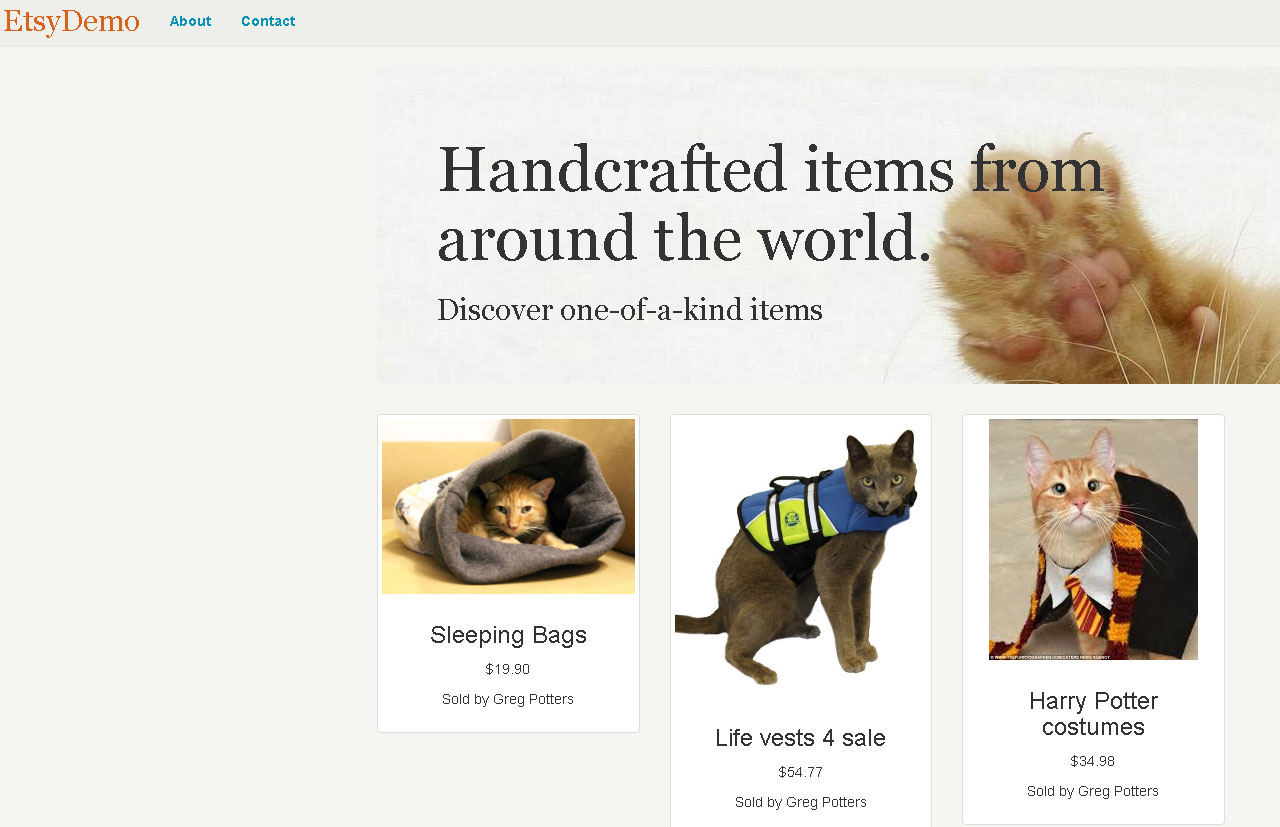 EtsyDemo About Contact
Handcrafted items from
around the world.
Discover one-of-a-kind items
Sleeping Bags
$19.90
Sold by Greg Potters
Life vests 4 sale
$54.77
Sold by Greg Potters
Harry Potter
costumes
$34.98
Sold by Greg Potters